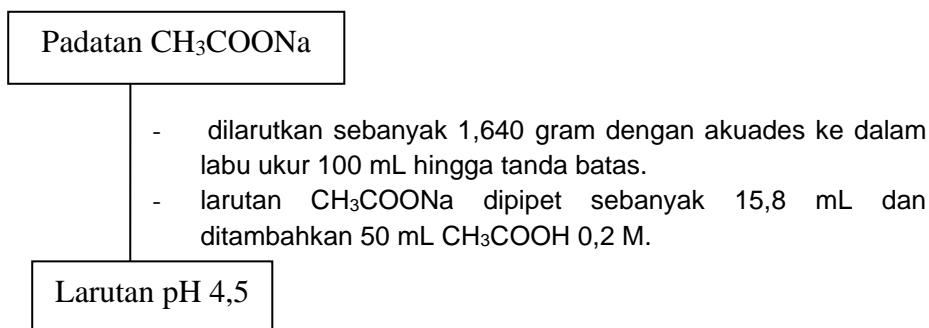 Padatan CH₃COONa
- dilarutkan sebanyak 1,640 gram dengan akuades ke dalam
labu ukur 100 mL hingga tanda batas.
- larutan CH₃COONa dipipet sebanyak 15,8 mL dan
ditambahkan 50 mL CH₃COOH 0,2 M.
Larutan pH 4,5